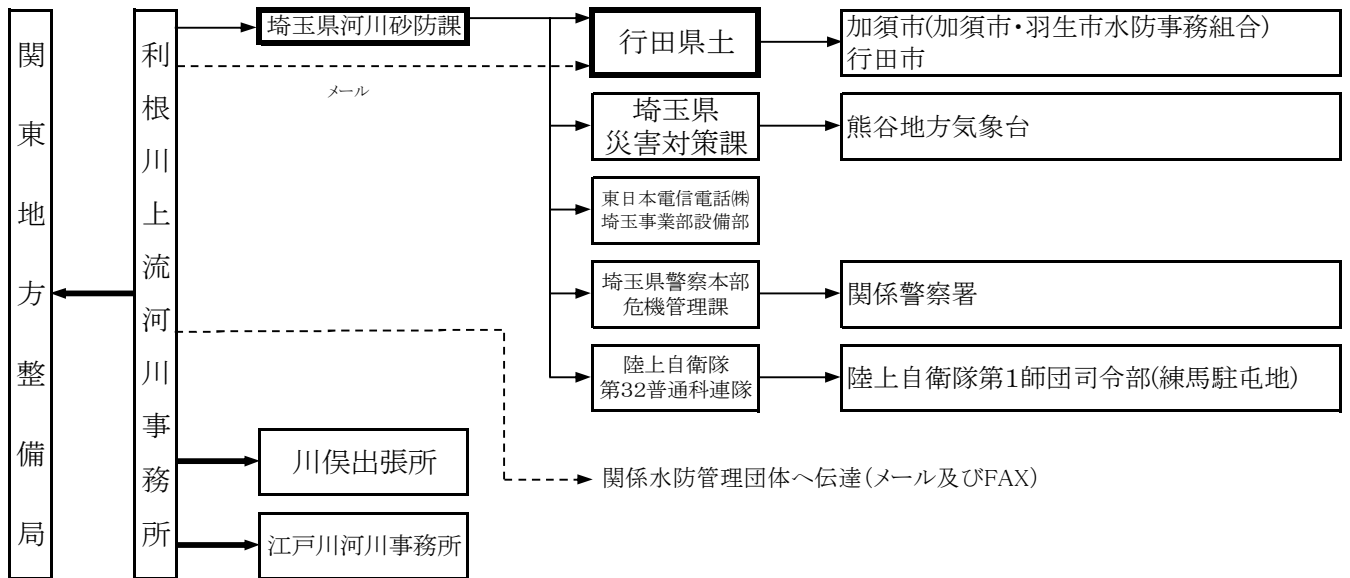 関東地方整備局
利根川上流河川事務所
埼玉県河川砂防課
メール
行田県土
加須市(加須市・羽生市水防事務組合)
行田市
埼玉県
災害対策課
熊谷地方気象台
東日本電信電話㈱
埼玉事業部設備部
埼玉県警察本部
危機管理課
関係警察署
陸上自衛隊
第32普通科連隊
陸上自衛隊第1師団司令部(練馬駐屯地)
川俣出張所
関係水防管理団体へ伝達(メール及びFAX)
江戸川河川事務所